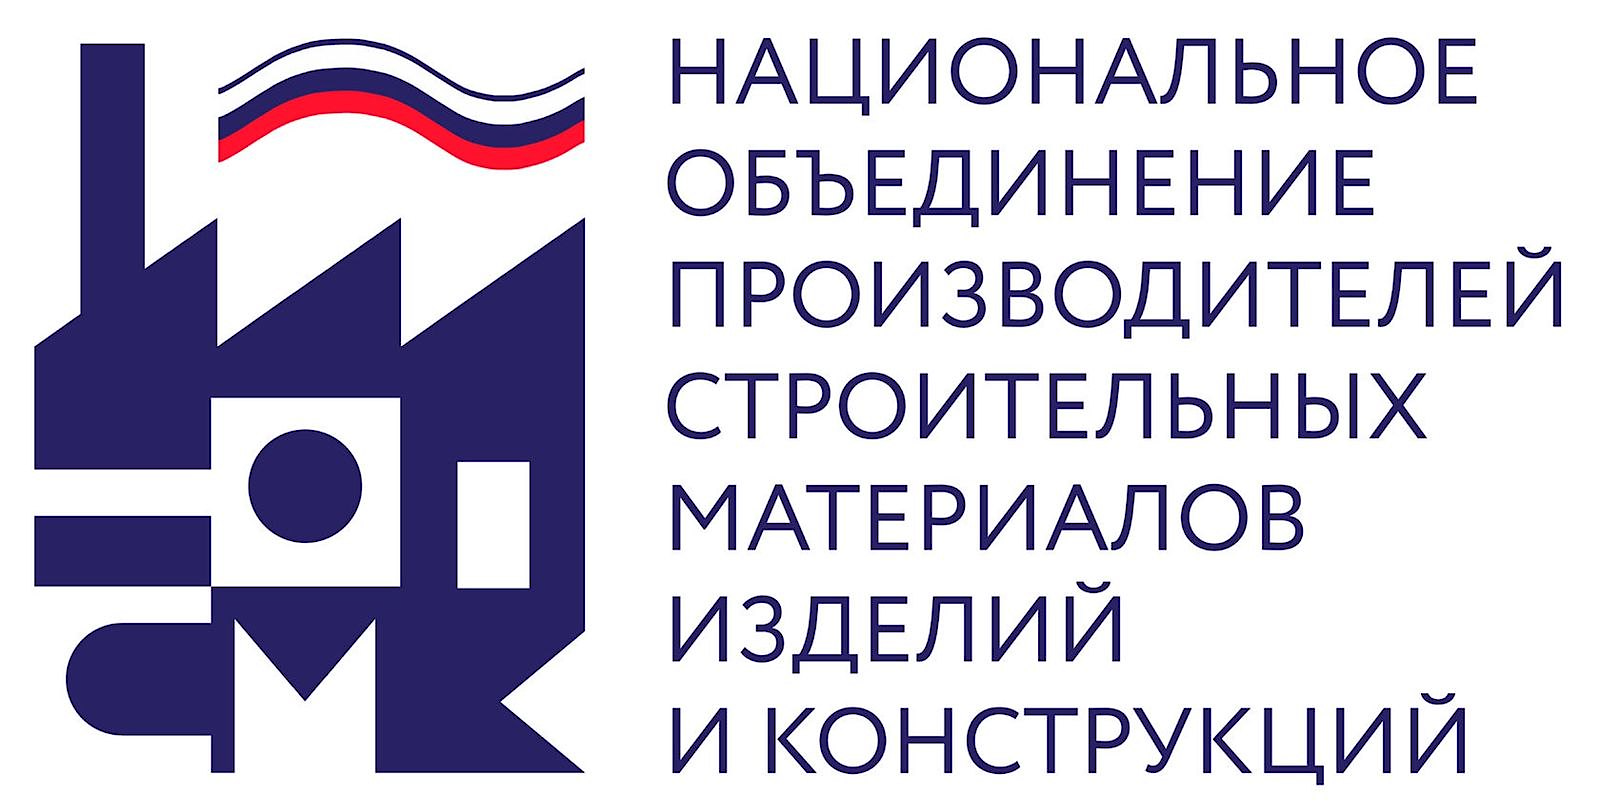 НАЦИОНАЛЬНОЕ
ОБЪЕДИНЕНИЕ
ПРОИЗВОДИТЕЛЕЙ
СТРОИТЕЛЬНЫХ
МАТЕРИАЛОВ
ИЗДЕЛИЙ
И КОНСТРУКЦИЙ